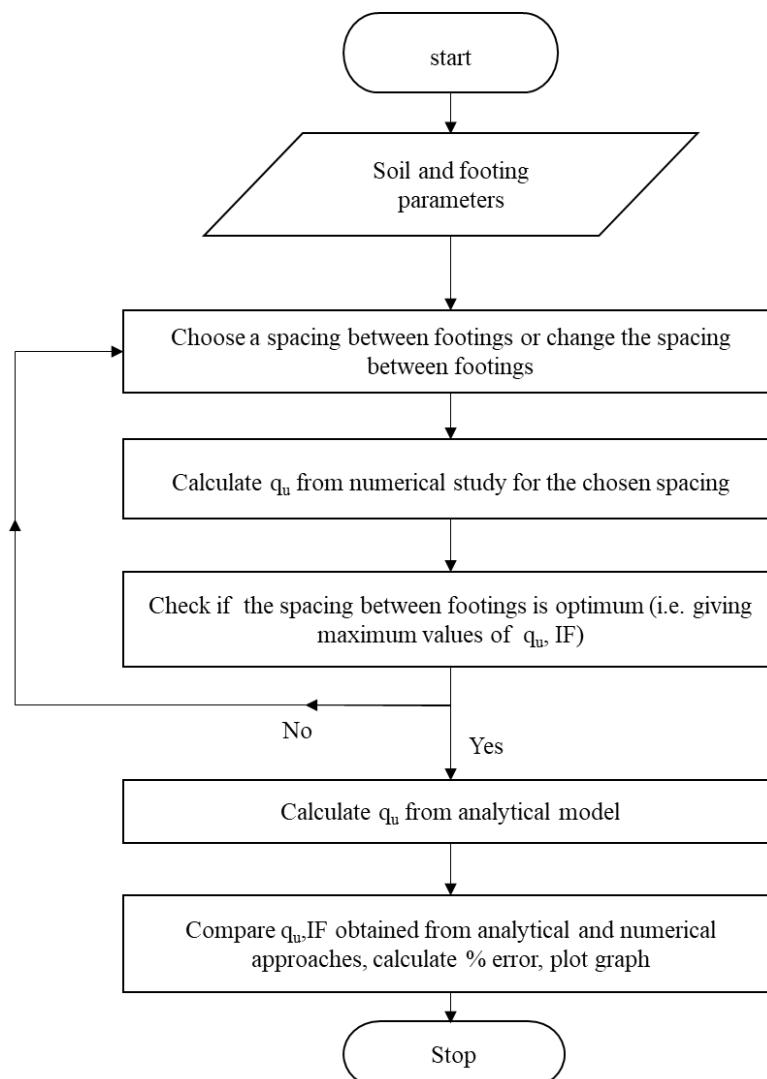 start
Soil and footing
parameters
Choose a spacing between footings or change the spacing
between footings
Calculate qu from numerical study for the chosen spacing
Check if the spacing between footings is optimum (i.e. giving
maximum values of qu, IF)
No
Yes
Calculate qu from analytical model
Compare qu,IF obtained from analytical and numerical
approaches, calculate % error, plot graph
Stop